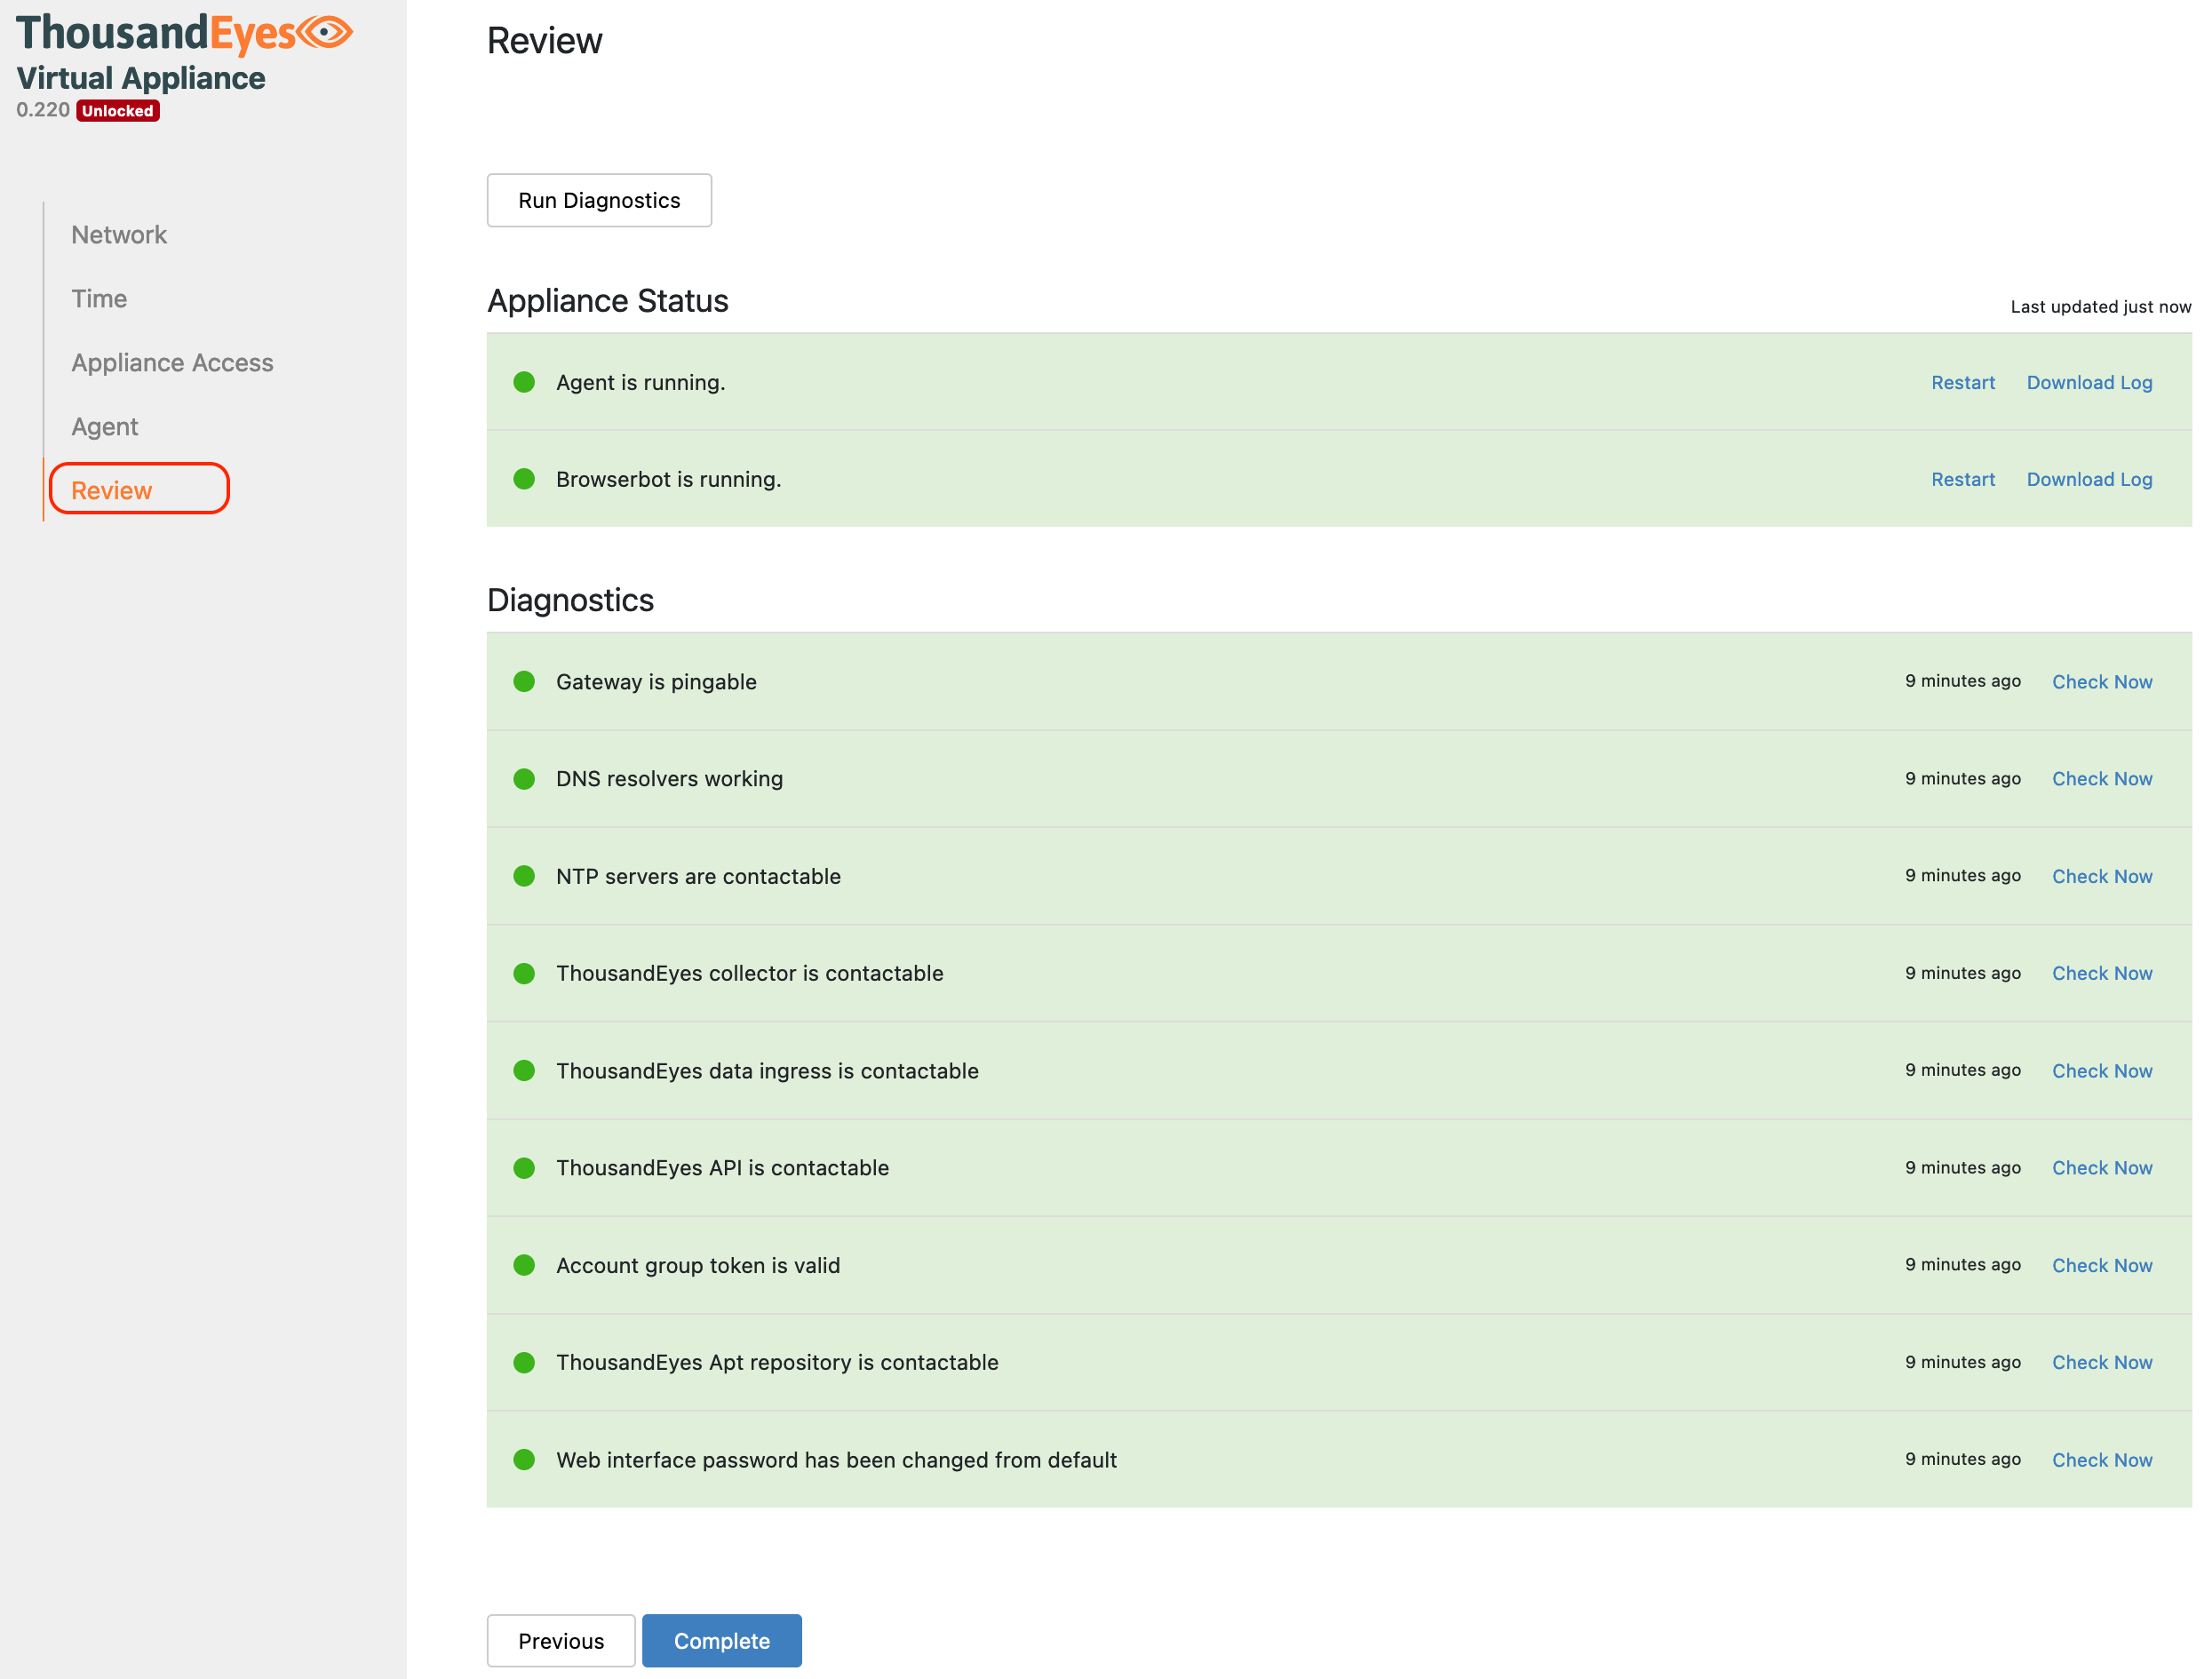 ThousandEyes
Virtual Appliance
0.220 Unlocked
Network
Time
Appliance Access
Agent
Review
Review
Run Diagnostics
Appliance Status
Last updated just now
Agent is running. Restart Download Log
Browserbot is running. Restart Download Log
Diagnostics
Gateway is pingable 9 minutes ago Check Now
DNS resolvers working 9 minutes ago Check Now
NTP servers are contactable 9 minutes ago Check Now
ThousandEyes collector is contactable 9 minutes ago Check Now
ThousandEyes data ingress is contactable 9 minutes ago Check Now
ThousandEyes API is contactable 9 minutes ago Check Now
Account group token is valid 9 minutes ago Check Now
ThousandEyes Apt repository is contactable 9 minutes ago Check Now
Web interface password has been changed from default 9 minutes ago Check Now
Previous Complete